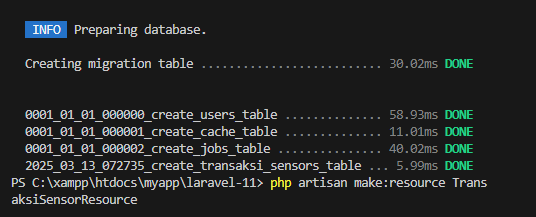 INFO Preparing database.
Creating migration table ............................... 30.02ms DONE
0001_01_01_000000_create_users_table ............. 58.93ms DONE
0001_01_01_000001_create_cache_table ............. 11.01ms DONE
0001_01_01_000002_create_jobs_table .............. 40.02ms DONE
2025_03_13_072735_create_transaksi_sensors_table ... 5.99ms DONE
PS C:\xampp\htdocs\myapp\laravel-11> php artisan make:resource Trans
aksiSensorResource